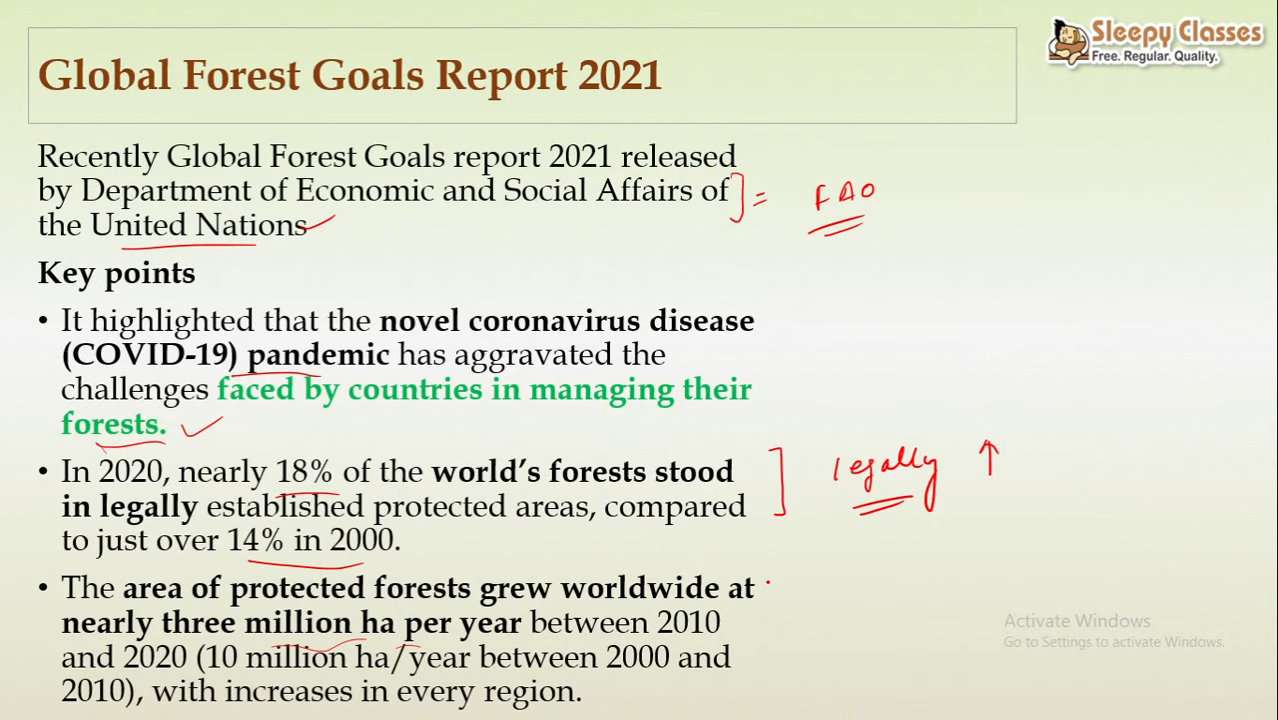 Sleepy Classes
Free. Regular. Quality.
Global Forest Goals Report 2021
Recently Global Forest Goals report 2021 released
by Department of Economic and Social Affairs of
the United Nations
= FAO
Key points
• It highlighted that the novel coronavirus disease
(COVID-19) pandemic has aggravated the
challenges faced by countries in managing their
forests.
• In 2020, nearly 18% of the world's forests stood
in legally established protected areas, compared
to just over 14% in 2000.
legally ↑
• The area of protected forests grew worldwide at
nearly three million ha per year between 2010
and 2020 (10 million ha/year between 2000 and
2010), with increases in every region.
Activate Windows
Go to Settings to activate Windows.